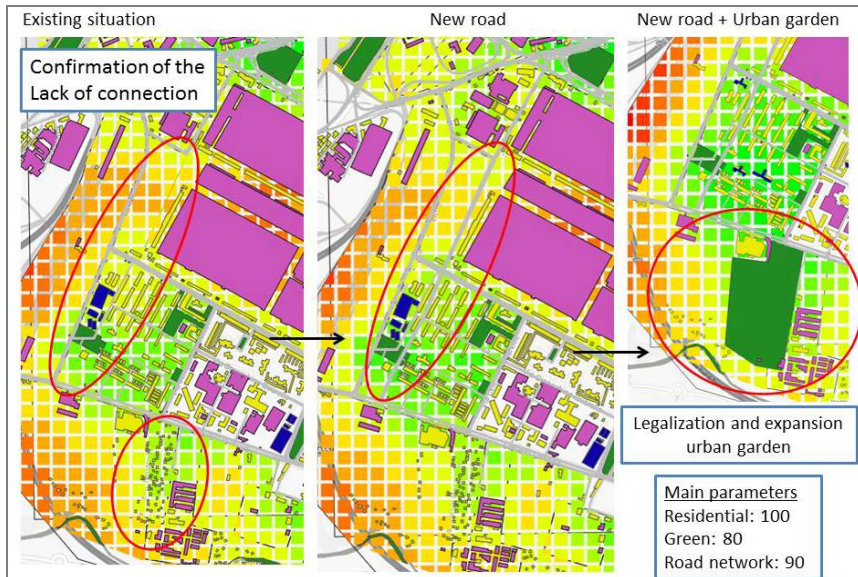 Existing situation
New road
New road + Urban garden
Confirmation of the
Lack of connection
Legalization and expansion
urban garden
Main parameters
Residential: 100
Green: 80
Road network: 90